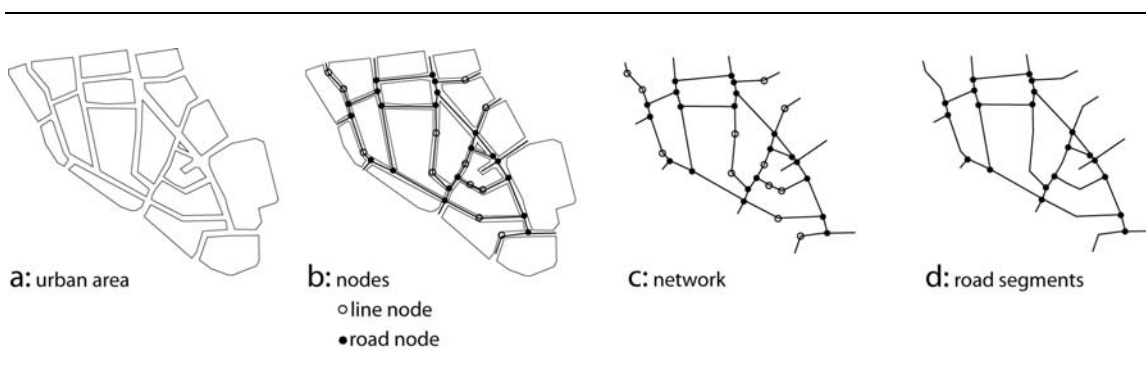 a: urban area
b: nodes
line node
road node
c: network
d: road segments